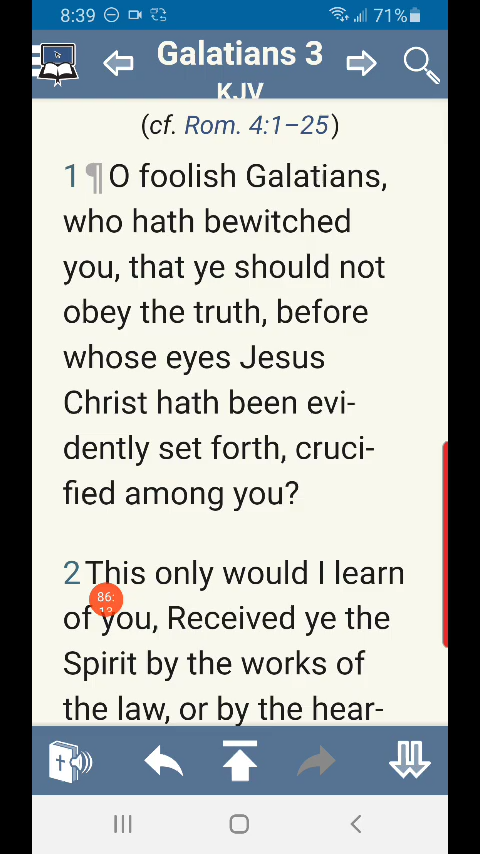 8:39 71%
Galatians 3
KJV
(cf. Rom. 4:1–25)
1 ¶ O foolish Galatians,
who hath bewitched
you, that ye should not
obey the truth, before
whose eyes Jesus
Christ hath been evi-
dently set forth, cruci-
fied among you?
2 This only would I learn
86:
of you, Received ye the
Spirit by the works of
the law, or by the hear-